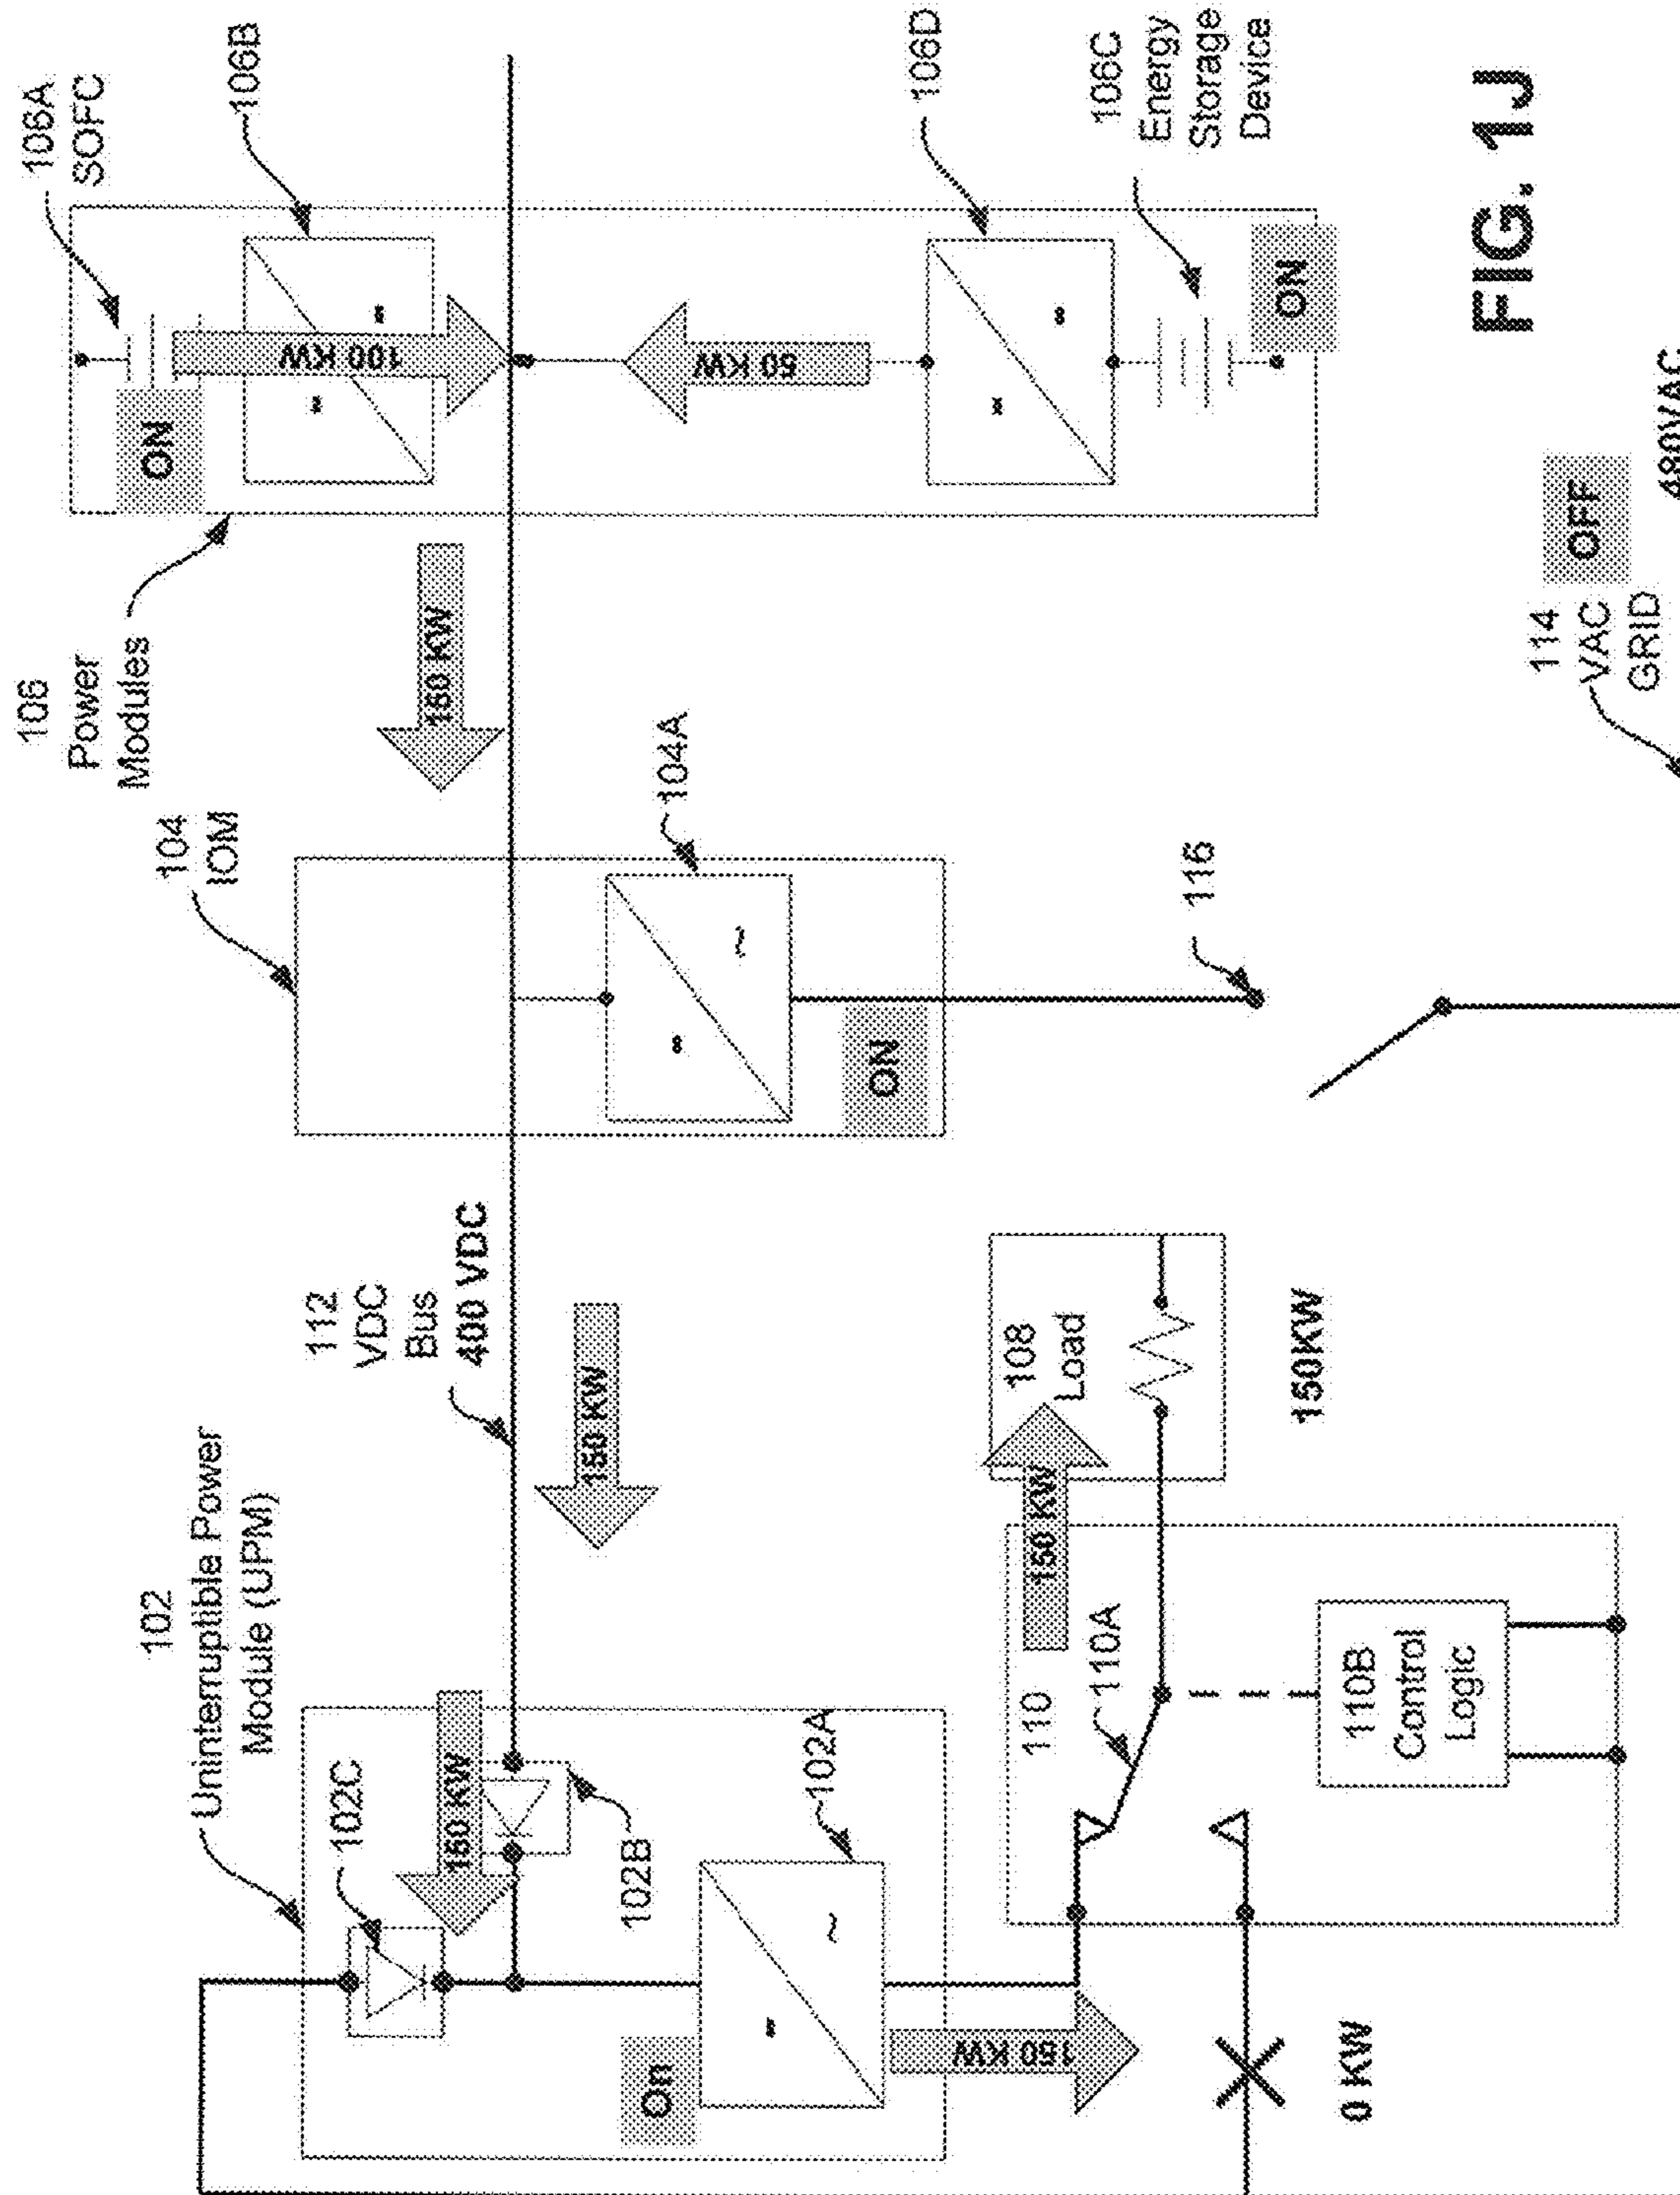 102
Uninterruptible Power
Module (UPM)
102C
150 KW
102B
On
102A
150 KW
0 KW
112
VDC
Bus
400 VDC
150 KW
110
110A
150 KW
110B
Control
Logic
108
Load
150KW
104
IOM
104A
ON
116
106
Power
Modules
150 KW
106A
SOFC
ON
100 KW
106B
50 KW
106D
106C
Energy
Storage
Device
ON
114
VAC
GRID
OFF
480VAC
FIG. 1J